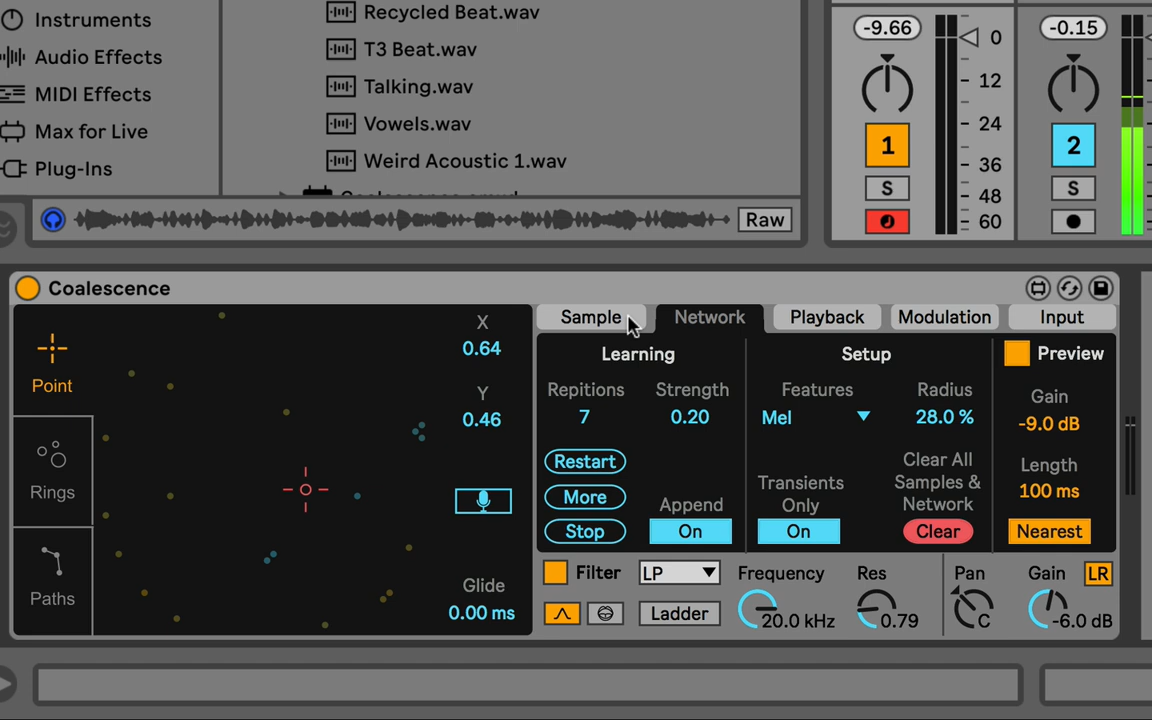 Instruments
Audio Effects
MIDI Effects
Max for Live
Plug-Ins
Recycled Beat.wav
T3 Beat.wav
Talking.wav
Vowels.wav
Weird Acoustic 1.wav
Raw
-9.66
1
S
0
12
24
36
48
60
-0.15
2
S
Coalescence
Point
Rings
Paths
X
0.64
Y
0.46
Glide
0.00 ms
Sample
Network
Playback
Modulation
Input
Learning
Repitions
7
Strength
0.20
Restart
More
Stop
Append
On
Setup
Features
Mel
Radius
28.0 %
Transients
Only
On
Clear All
Samples &
Network
Clear
Preview
Gain
-9.0 dB
Length
100 ms
Nearest
Filter
LP
Ladder
Frequency
20.0 kHz
Res
0.79
Pan
C
Gain
LR
-6.0 dB